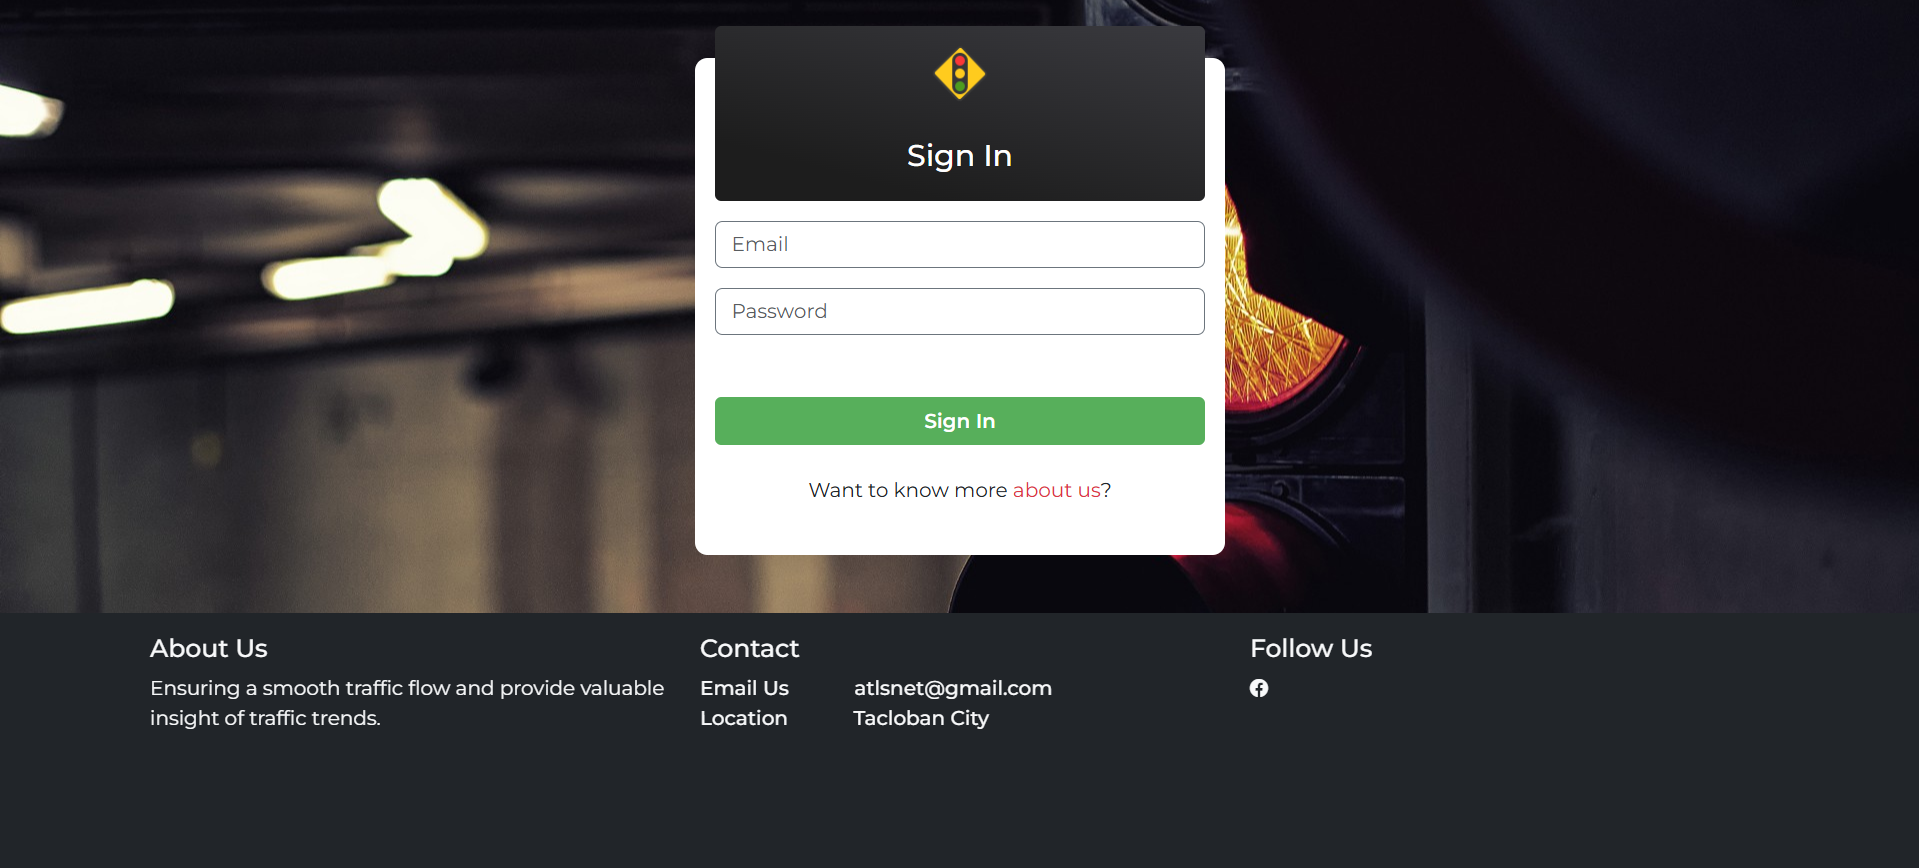 Sign In
Email
Password
Sign In
Want to know more about us?
About Us
Ensuring a smooth traffic flow and provide valuable
insight of traffic trends.
Contact
Email Us atlsnet@gmail.com
Location Tacloban City
Follow Us